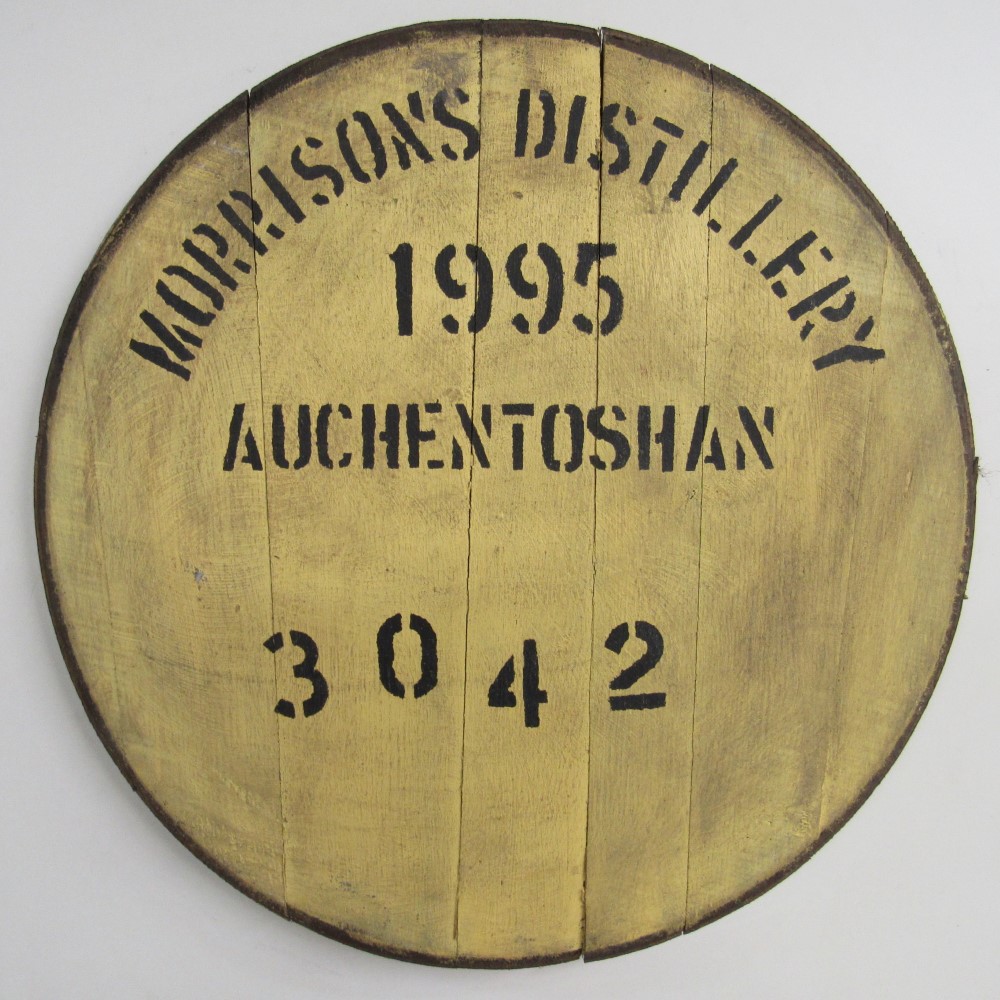 MORRISONS DISTILLERY
1995
AUCHENTOSHAN
3042